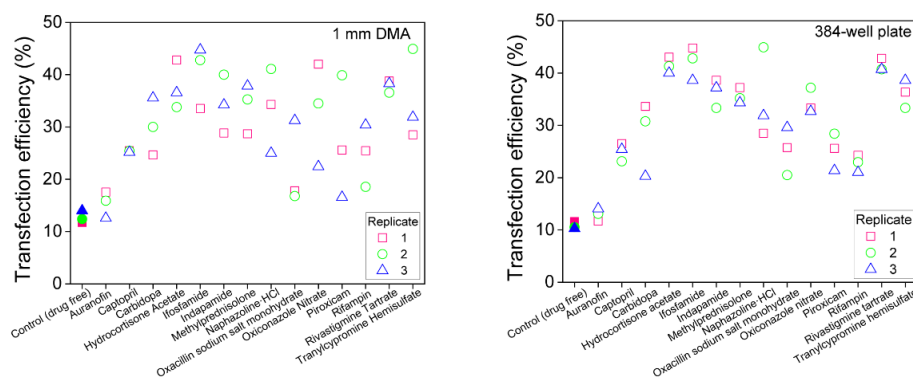 1 mm DMA
Transfection efficiency (%)
50
40
30
20
10
0
Replicate
1
2
3
Control (drug free)
Auranofin
Captopril
Carbidopa
Hydrocortisone Acetate
Ifosfamide
Indapamide
Methylprednisolone
Naphazoline·HCl
Oxacillin sodium salt monohydrate
Oxiconazole Nitrate
Piroxicam
Rifampin
Rivastigmine Tartrate
Tranylcypromine Hemisulfate
384-well plate
Transfection efficiency (%)
50
40
30
20
10
0
Replicate
1
2
3
Control (drug free)
Auranofin
Captopril
Carbidopa
Hydrocortisone acetate
Ifosfamide
Indapamide
Methylprednisolone
Naphazoline·HCl
Oxacillin sodium salt monohydrate
Oxiconazole nitrate
Piroxicam
Rifampin
Rivastigmine tartrate
Tranylcypromine hemisulfate